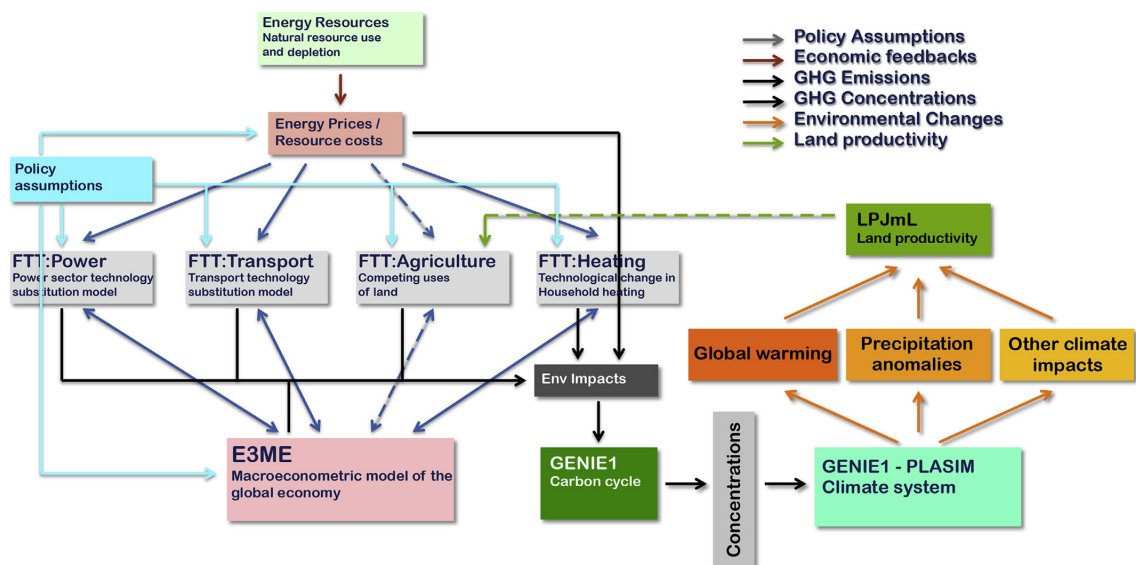 Energy Resources
Natural resource use
and depletion
Policy Assumptions
Economic feedbacks
GHG Emissions
GHG Concentrations
Environmental Changes
Land productivity
Energy Prices /
Resource costs
Policy
assumptions
LPJmL
Land productivity
FTT:Power
Power sector technology
substitution model
FTT:Transport
Transport technology
substitution model
FTT:Agriculture
Competing uses
of land
FTT:Heating
Technological change in
Household heating
Global warming
Precipitation
anomalies
Other climate
impacts
Env Impacts
E3ME
Macroeconometric model of the
global economy
GENIE1
Carbon cycle
Concentrations
GENIE1 - PLASIM
Climate system